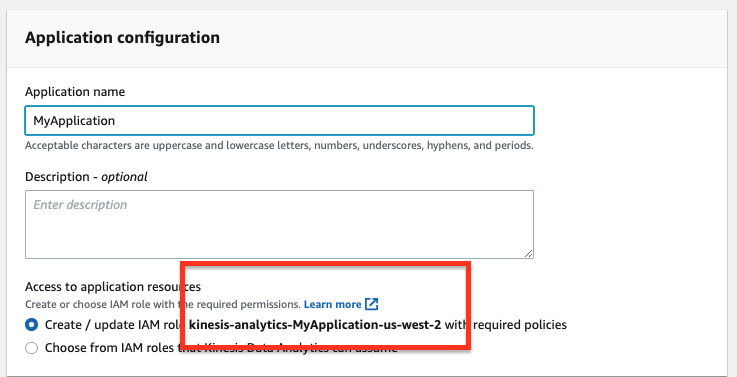 Application configuration
Application name
MyApplication
Acceptable characters are uppercase and lowercase letters, numbers, underscores, hyphens, and periods.
Description - optional
Enter description
Access to application resources
Create or choose IAM role with the required permissions. Learn more
Create / update IAM role kinesis-analytics-MyApplication-us-west-2 with required policies
Choose from IAM roles that Kinesis Data Analytics can assume